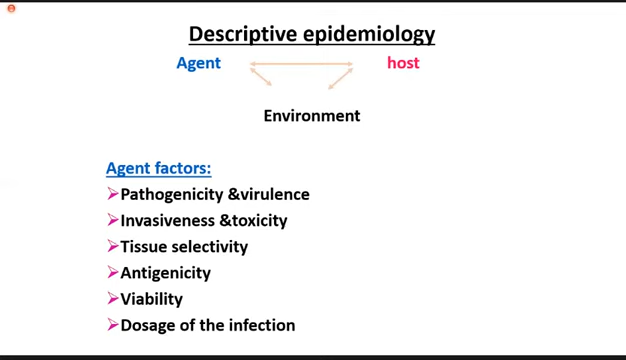 Descriptive epidemiology
Agent host
Environment
Agent factors:
Pathogenicity &virulence
Invasiveness &toxicity
Tissue selectivity
Antigenicity
Viability
Dosage of the infection